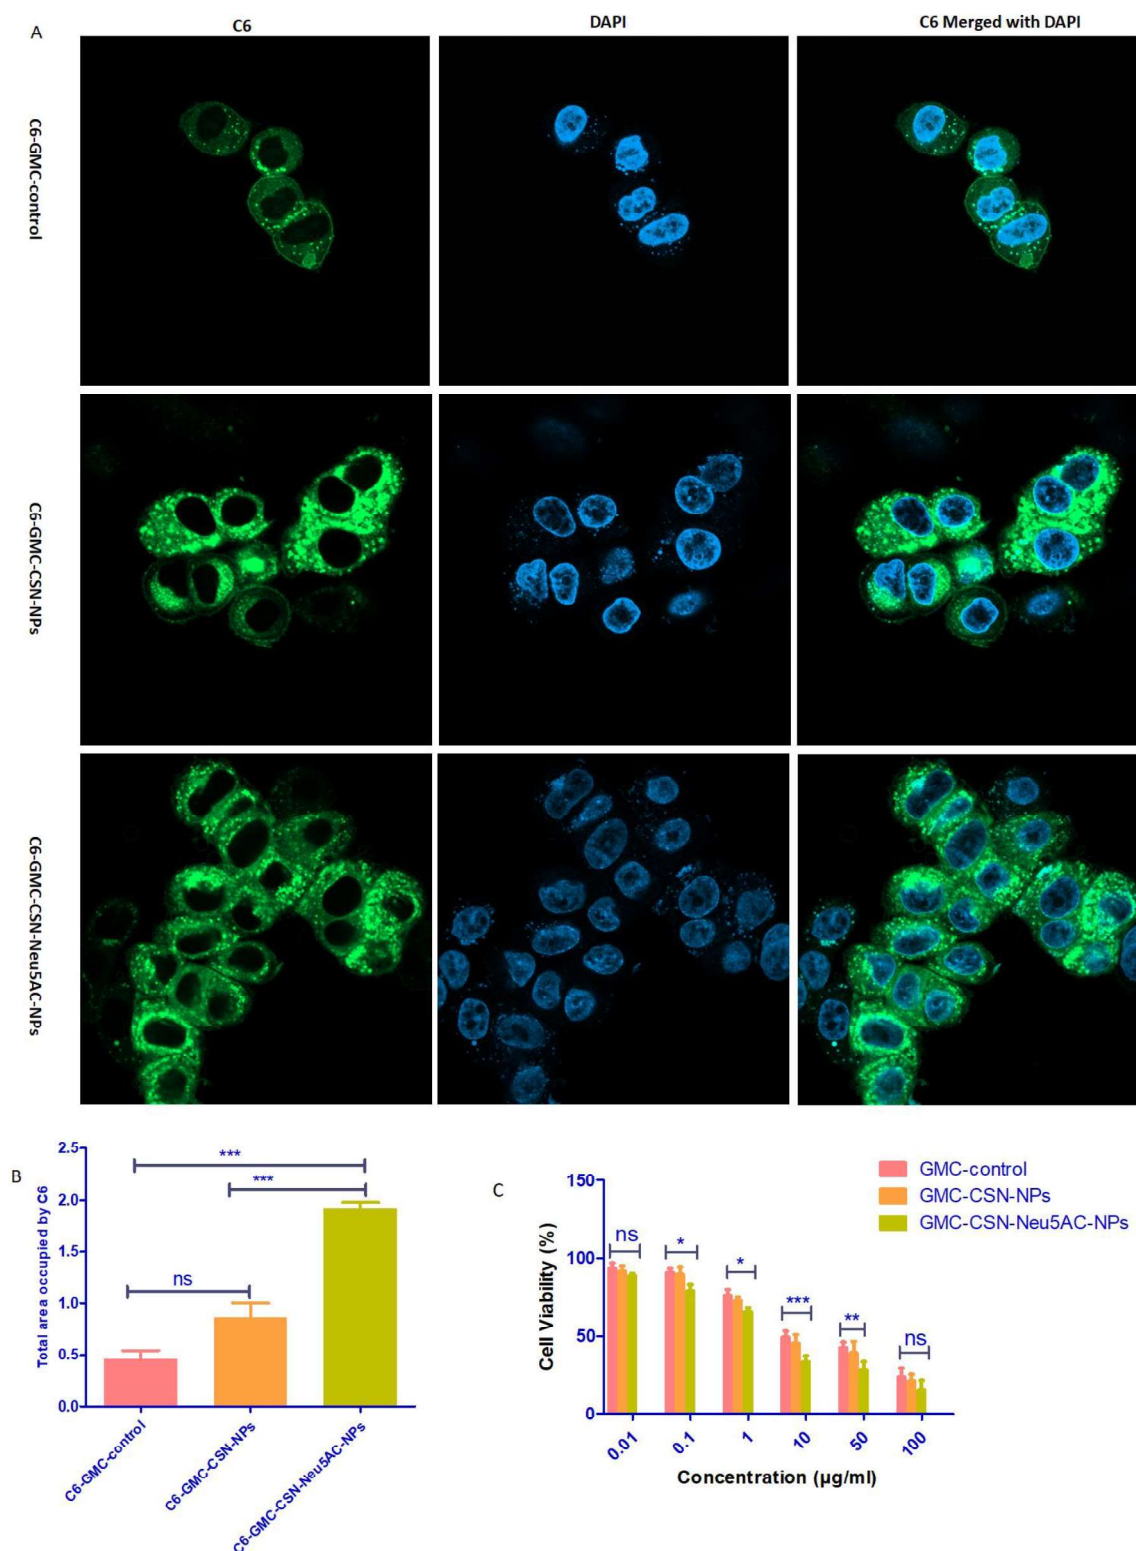 A
C6
DAPI
C6 Merged with DAPI
C6-GMC-control
C6-GMC-CSN-NPs
C6-GMC-CSN-Neu5AC-NPs
B
Total area occupied by C6
2.5
2.0
1.5
1.0
0.5
0.0
***
***
ns
C6-GMC-control
C6-GMC-CSN-NPs
C6-GMC-CSN-Neu5AC-NPs
C
GMC-control
GMC-CSN-NPs
GMC-CSN-Neu5AC-NPs
Cell Viability (%)
150
100
50
0
ns
*
*
***
**
ns
0.01
0.1
1
10
50
100
Concentration (μg/ml)